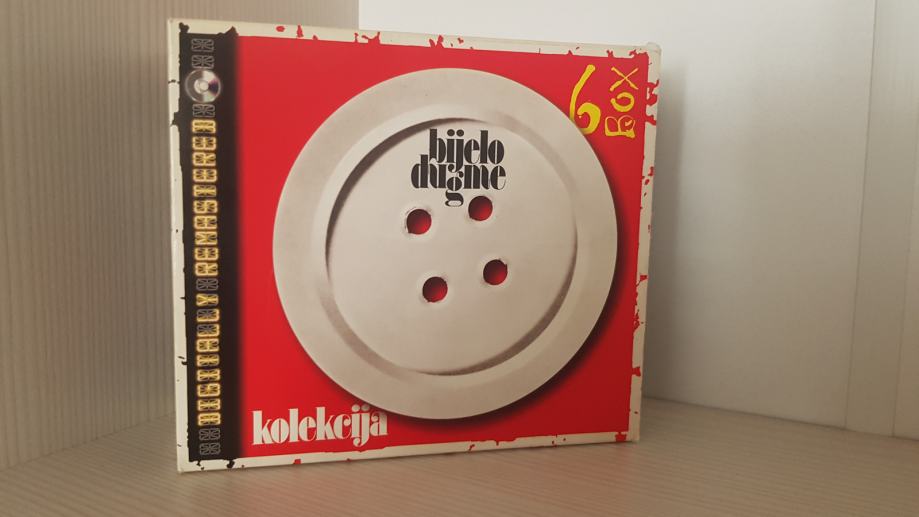 DIGITALLY REMASTERED
bijelo
dugme
6
BOX
kolekcija